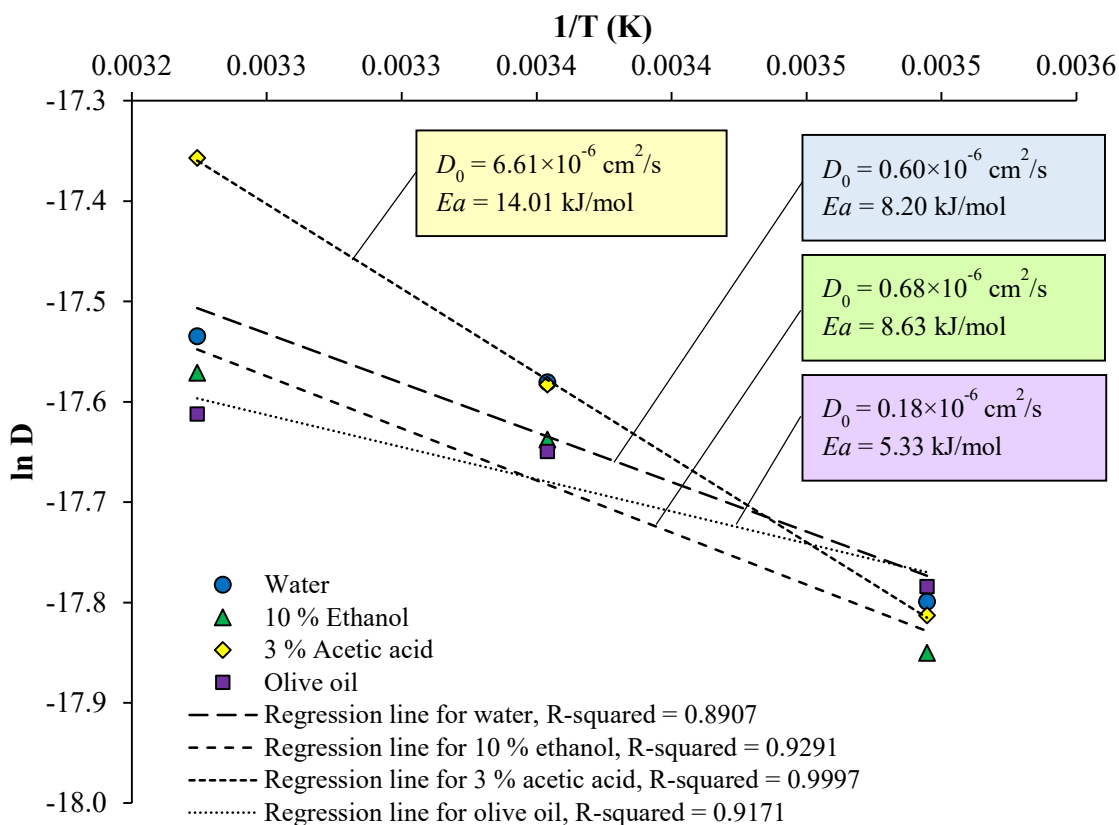 1/T (K)
0.0032 0.0033 0.0033 0.0034 0.0034 0.0035 0.0035 0.0036
-17.3
-17.4
-17.5
-17.6
-17.7
-17.8
-17.9
-18.0
ln D
D₀ = 6.61×10⁻⁶ cm²/s
Ea = 14.01 kJ/mol
D₀ = 0.60×10⁻⁶ cm²/s
Ea = 8.20 kJ/mol
D₀ = 0.68×10⁻⁶ cm²/s
Ea = 8.63 kJ/mol
D₀ = 0.18×10⁻⁶ cm²/s
Ea = 5.33 kJ/mol
Water
10 % Ethanol
3 % Acetic acid
Olive oil
Regression line for water, R-squared = 0.8907
Regression line for 10 % ethanol, R-squared = 0.9291
Regression line for 3 % acetic acid, R-squared = 0.9997
Regression line for olive oil, R-squared = 0.9171